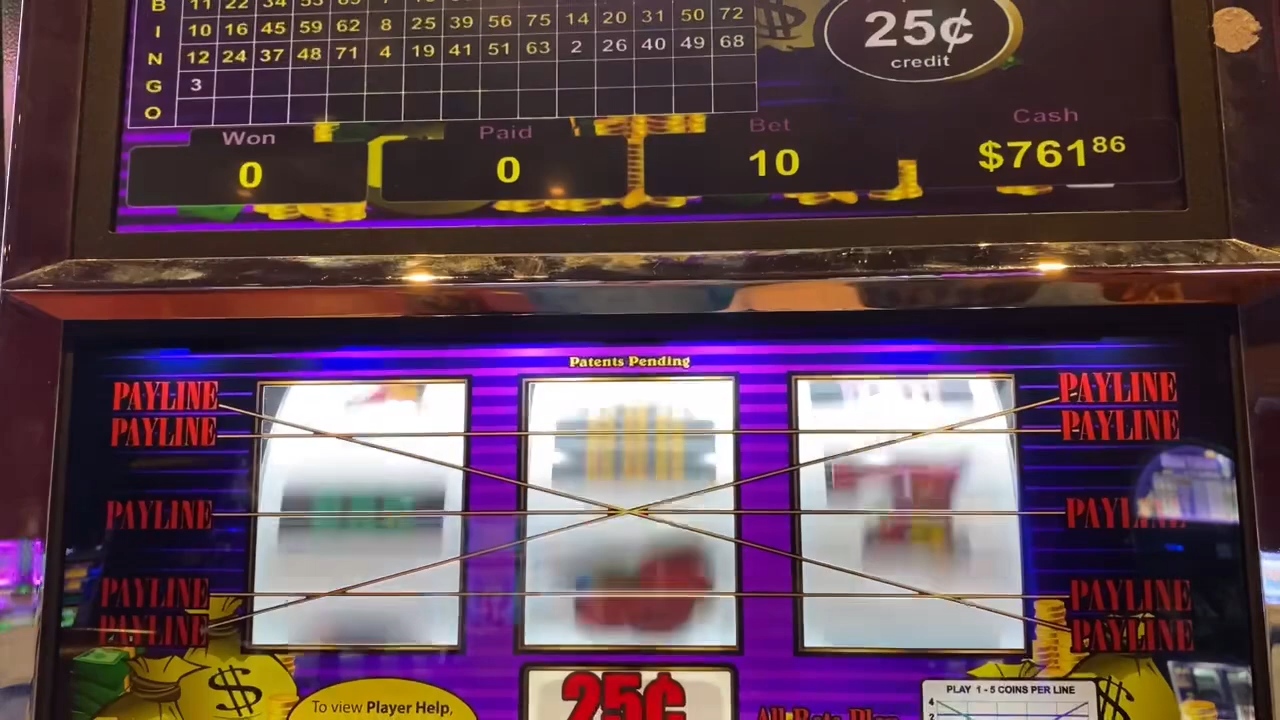 B 11 22 34 53
I 10 16 45 59 62 8 25 39 56 75 14 20 31 50 72
N 12 24 37 48 71 4 19 41 51 63 2 26 40 49 68
G 3
O
25¢
credit
Won Paid Bet Cash
0 0 10 $761 86
Patents Pending
PAYLINE PAYLINE
PAYLINE PAYLINE
PAYLINE PAYLINE
PAYLINE PAYLINE
PAYLINE PAYLINE
$ $
To view Player Help,
25¢
PLAY 1 - 5 COINS PER LINE
4
2